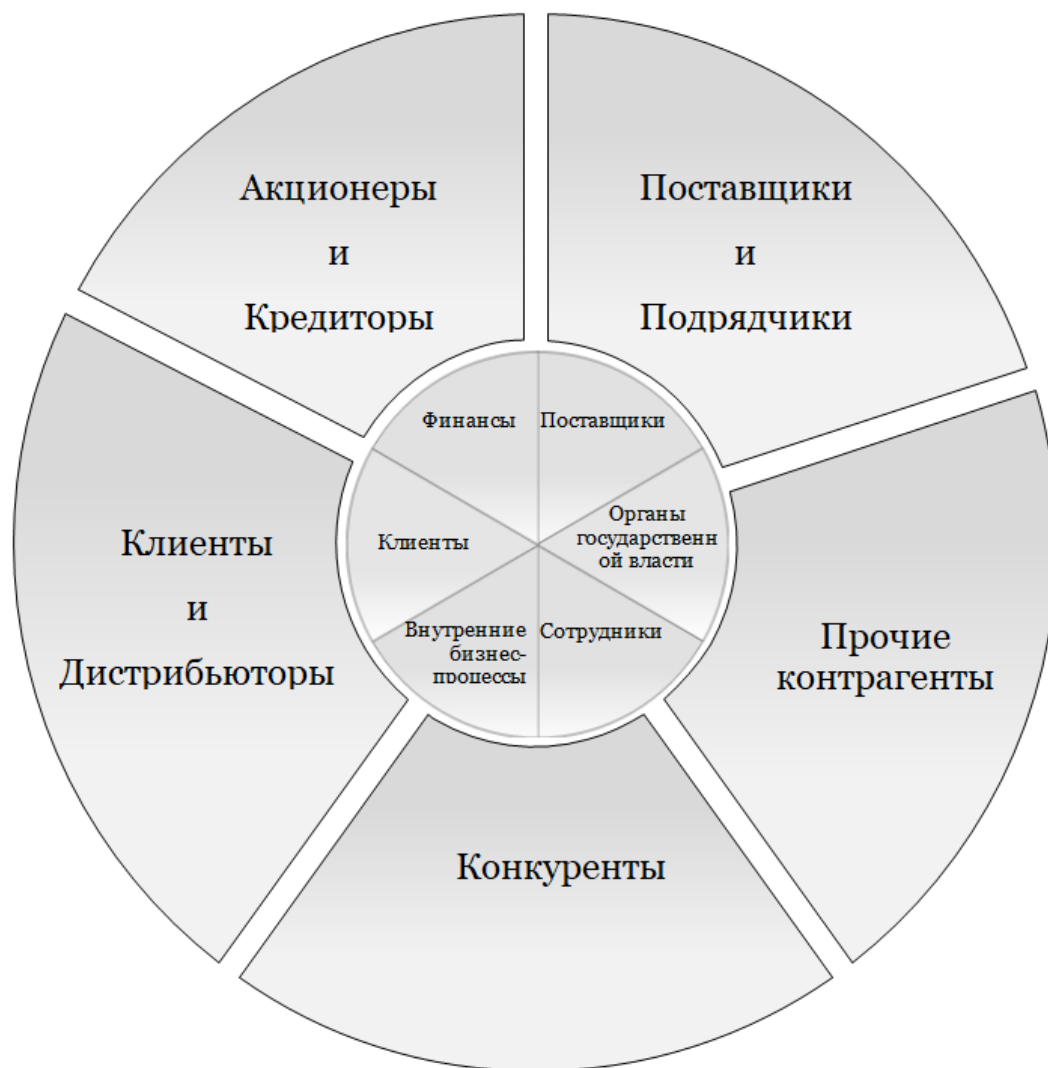 Акционеры
и
Кредиторы
Поставщики
и
Подрядчики
Финансы
Поставщики
Клиенты
Органы
государственн
ой власти
Внутренние
бизнес-
процессы
Сотрудники
Клиенты
и
Дистрибьюторы
Прочие
контрагенты
Конкуренты